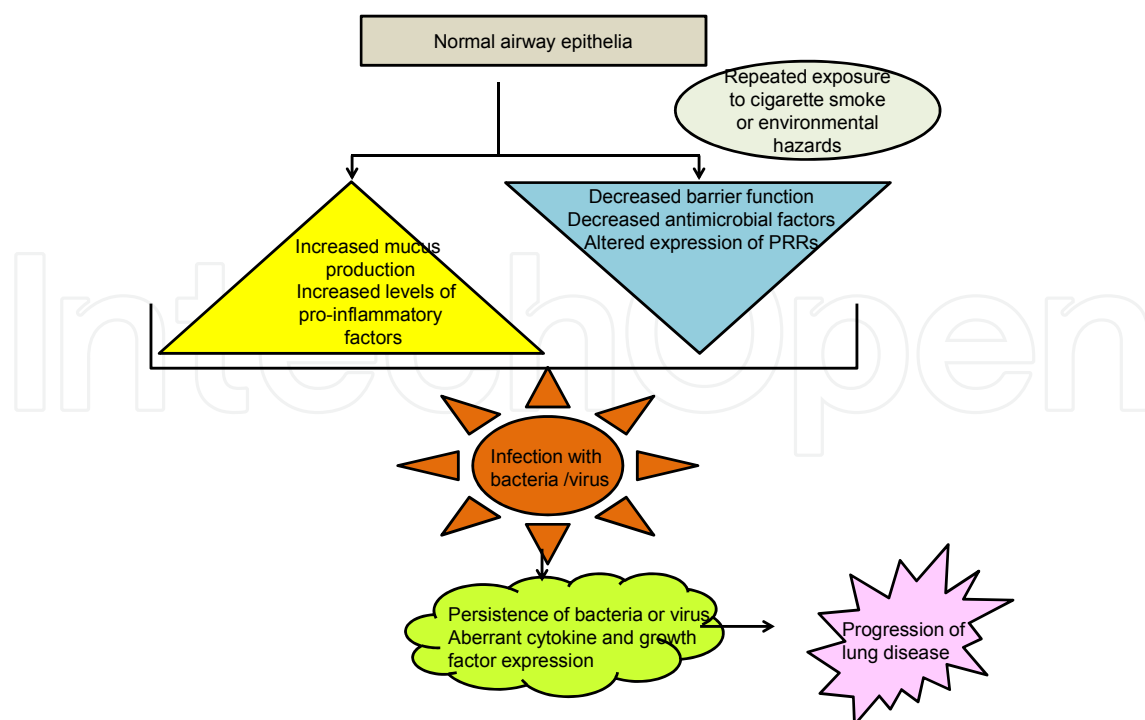 Normal airway epithelia
Repeated exposure
to cigarette smoke
or environmental
hazards
Decreased barrier function
Decreased antimicrobial factors
Altered expression of PRRs
Increased mucus
production
Increased levels of
pro-inflammatory
factors
IntechOpen
Infection with
bacteria /virus
Persistence of bacteria or virus
Aberrant cytokine and growth
factor expression
Progression of
lung disease